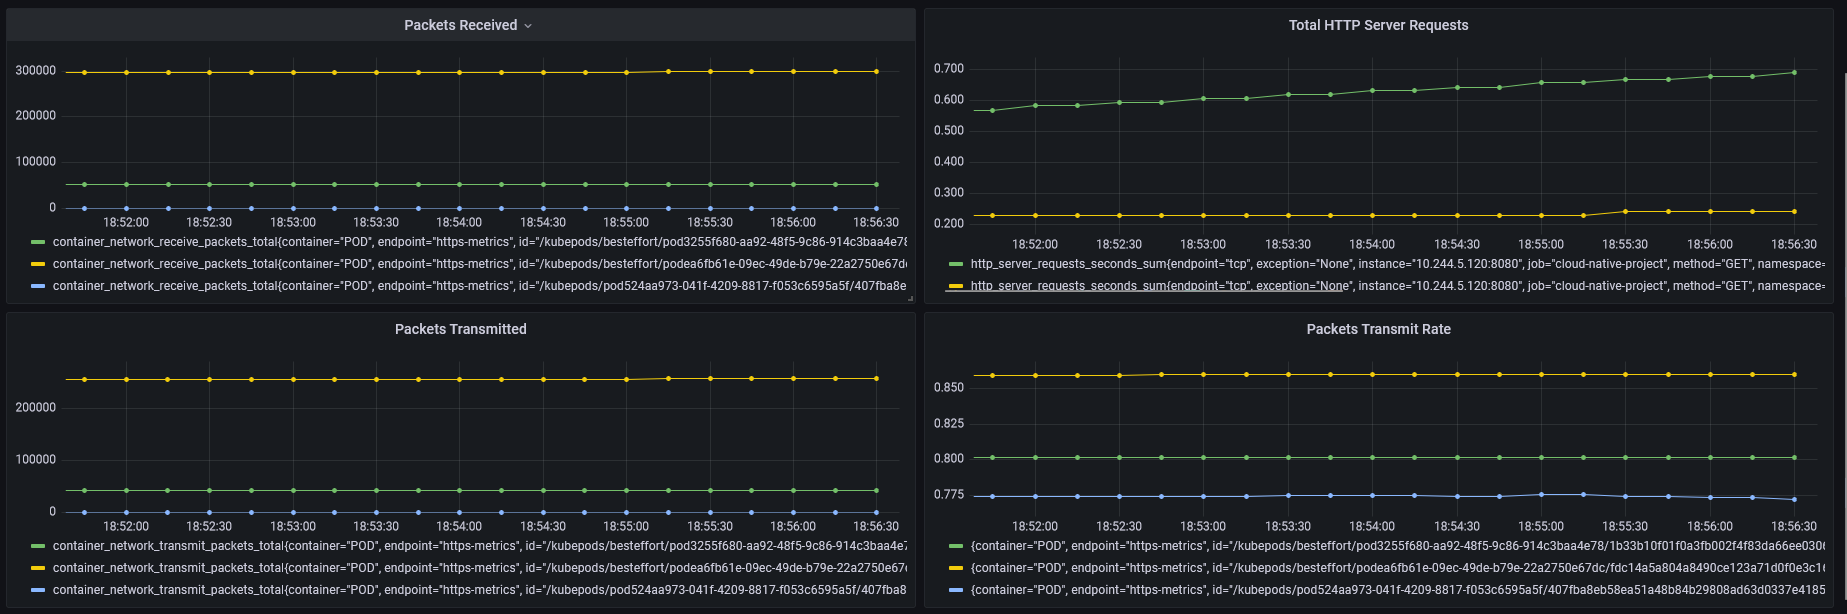 Packets Received
300000
200000
100000
0
18:52:00 18:52:30 18:53:00 18:53:30 18:54:00 18:54:30 18:55:00 18:55:30 18:56:00 18:56:30
container_network_receive_packets_total{container="POD", endpoint="https-metrics", id="/kubepods/besteffort/pod3255f680-aa92-48f5-9c86-914c3baa4e78
container_network_receive_packets_total{container="POD", endpoint="https-metrics", id="/kubepods/besteffort/podea6fb61e-09ec-49de-b79e-22a2750e67d
container_network_receive_packets_total{container="POD", endpoint="https-metrics", id="/kubepods/pod524aa973-041f-4209-8817-f053c6595a5f/407fba8e
Total HTTP Server Requests
0.700
0.600
0.500
0.400
0.300
0.200
18:52:00 18:52:30 18:53:00 18:53:30 18:54:00 18:54:30 18:55:00 18:55:30 18:56:00 18:56:30
http_server_requests_seconds_sum{endpoint="tcp", exception="None", instance="10.244.5.120:8080", job="cloud-native-project", method="GET", namespace=
http_server_requests_seconds_sum{endpoint="tcp", exception="None", instance="10.244.5.120:8080", job="cloud-native-project", method="GET", namespace=
Packets Transmitted
200000
100000
0
18:52:00 18:52:30 18:53:00 18:53:30 18:54:00 18:54:30 18:55:00 18:55:30 18:56:00 18:56:30
container_network_transmit_packets_total{container="POD", endpoint="https-metrics", id="/kubepods/besteffort/pod3255f680-aa92-48f5-9c86-914c3baa4e7
container_network_transmit_packets_total{container="POD", endpoint="https-metrics", id="/kubepods/besteffort/podea6fb61e-09ec-49de-b79e-22a2750e67
container_network_transmit_packets_total{container="POD", endpoint="https-metrics", id="/kubepods/pod524aa973-041f-4209-8817-f053c6595a5f/407fba8
Packets Transmit Rate
0.850
0.825
0.800
0.775
18:52:00 18:52:30 18:53:00 18:53:30 18:54:00 18:54:30 18:55:00 18:55:30 18:56:00 18:56:30
{container="POD", endpoint="https-metrics", id="/kubepods/besteffort/pod3255f680-aa92-48f5-9c86-914c3baa4e78/1b33b10f01f0a3fb002f4f83da66ee030
{container="POD", endpoint="https-metrics", id="/kubepods/besteffort/podea6fb61e-09ec-49de-b79e-22a2750e67dc/fdc14a5a804a8490ce123a71d0f0e3c1
{container="POD", endpoint="https-metrics", id="/kubepods/pod524aa973-041f-4209-8817-f053c6595a5f/407fba8eb58ea51a48b84b29808ad63d0337e4185